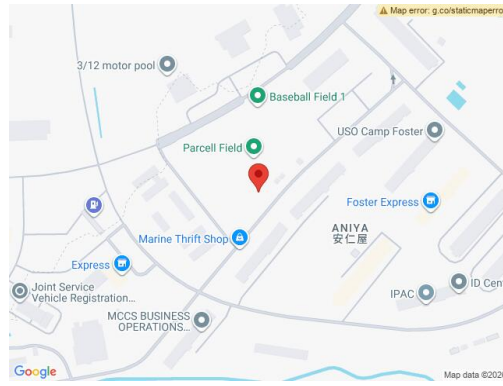 Map error: g.co/staticmaperro
3/12 motor pool
Baseball Field 1
USO Camp Foster
Parcell Field
Foster Express
Marine Thrift Shop
ANIYA
安仁屋
Express
Joint Service
Vehicle Registration...
ID Cen
IPAC
MCCS BUSINESS
OPERATIONS...
Google
Map data ©202